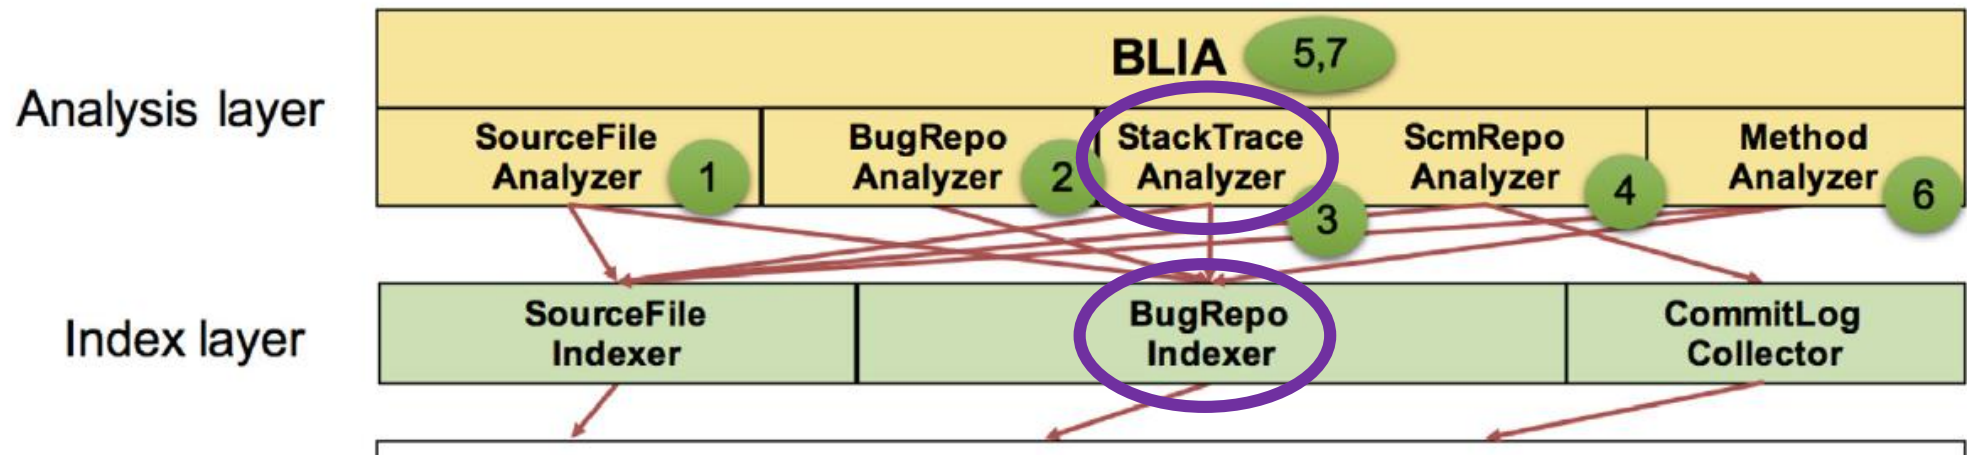 BLIA 5,7
Analysis layer
SourceFile
Analyzer 1
BugRepo
Analyzer 2
StackTrace
Analyzer 3
ScmRepo
Analyzer 4
Method
Analyzer 6
Index layer
SourceFile
Indexer
BugRepo
Indexer
CommitLog
Collector